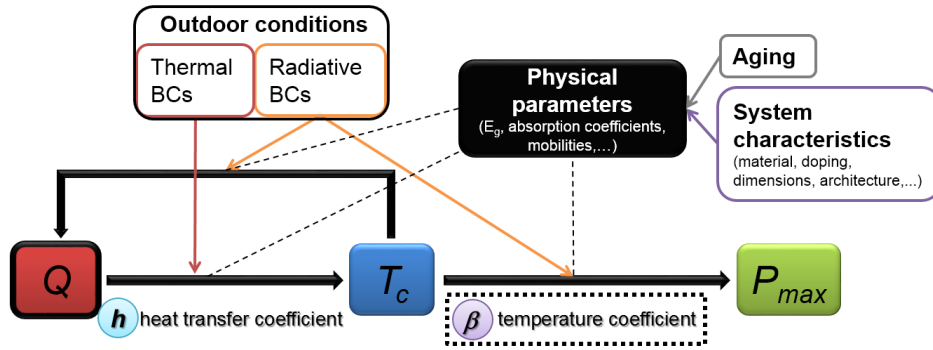 Outdoor conditions
Thermal
BCs
Radiative
BCs
Physical
parameters
(Eg, absorption coefficients,
mobilities,...)
Aging
System
characteristics
(material, doping,
dimensions, architecture,...)
Q
Tc
Pmax
h heat transfer coefficient
β temperature coefficient